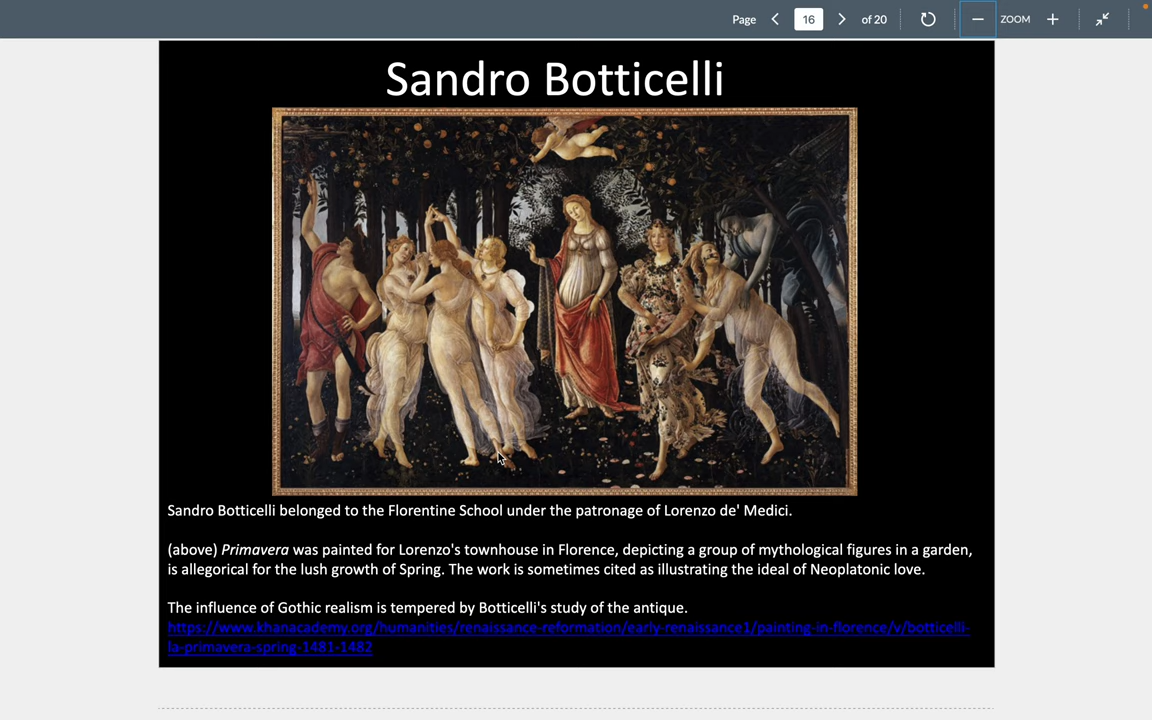 Page 16 of 20 ZOOM
Sandro Botticelli
Sandro Botticelli belonged to the Florentine School under the patronage of Lorenzo de' Medici.
(above) Primavera was painted for Lorenzo's townhouse in Florence, depicting a group of mythological figures in a garden,
is allegorical for the lush growth of Spring. The work is sometimes cited as illustrating the ideal of Neoplatonic love.
The influence of Gothic realism is tempered by Botticelli's study of the antique.
https://www.khanacademy.org/humanities/renaissance-reformation/early-renaissance1/painting-in-florence/v/botticelli-
la-primavera-spring-1481-1482